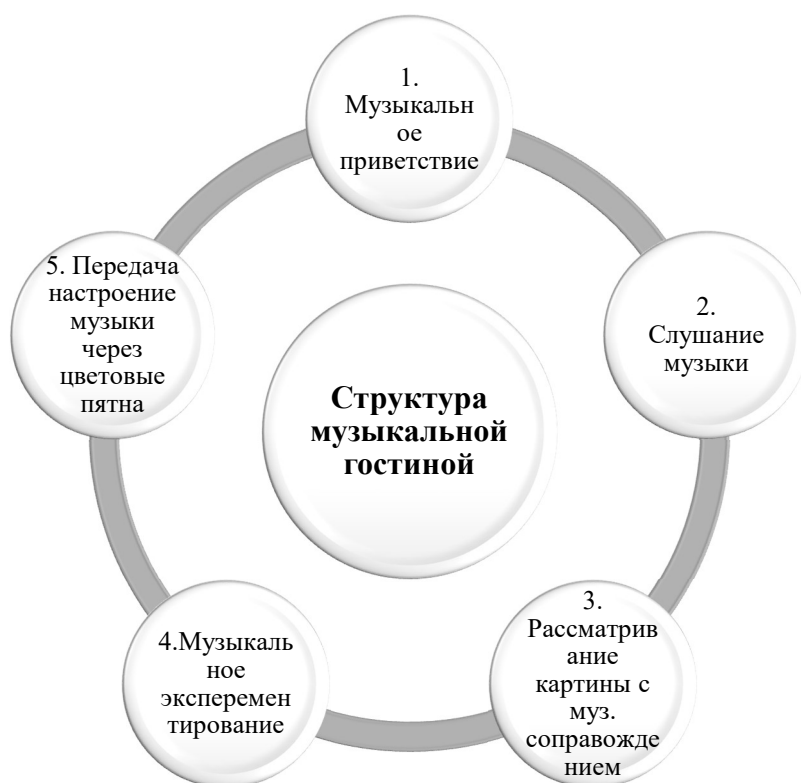 1.
Музыкальн
ое
приветствие
2.
Слушание
музыки
3.
Рассматрив
ание
картины с
муз.
соправожде
нием
4.Музыкаль
ное
эксперемен
тирование
5. Передача
настроение
музыки
через
цветовые
пятна
Структура
музыкальной
гостиной